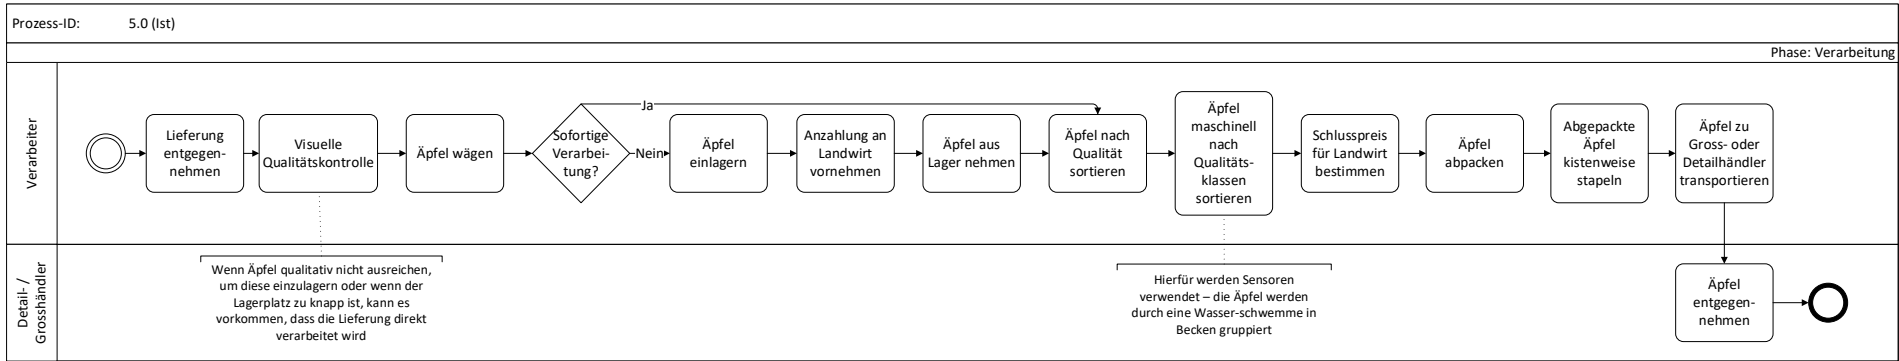 Prozess-ID: 5.0 (Ist)
Phase: Verarbeitung
Verarbeiter
Lieferung
entgegen-
nehmen
Visuelle
Qualitätskontrolle
Äpfel wägen
Sofortige
Verarbei-
tung?
Ja
Nein
Äpfel
einlagern
Anzahlung an
Landwirt
vornehmen
Äpfel aus
Lager nehmen
Äpfel nach
Qualität
sortieren
Äpfel
maschinell
nach
Qualitäts-
klassen
sortieren
Schlusspreis
für Landwirt
bestimmen
Äpfel
abpacken
Abgepackte
Äpfel
kistenweise
stapeln
Äpfel zu
Gross- oder
Detailhändler
transportieren
Detail- /
Grosshändler
Wenn Äpfel qualitativ nicht ausreichen,
um diese einzulagern oder wenn der
Lagerplatz zu knapp ist, kann es
vorkommen, dass die Lieferung direkt
verarbeitet wird
Hierfür werden Sensoren
verwendet – die Äpfel werden
durch eine Wasser-schwemme in
Becken gruppiert
Äpfel
entgegen-
nehmen